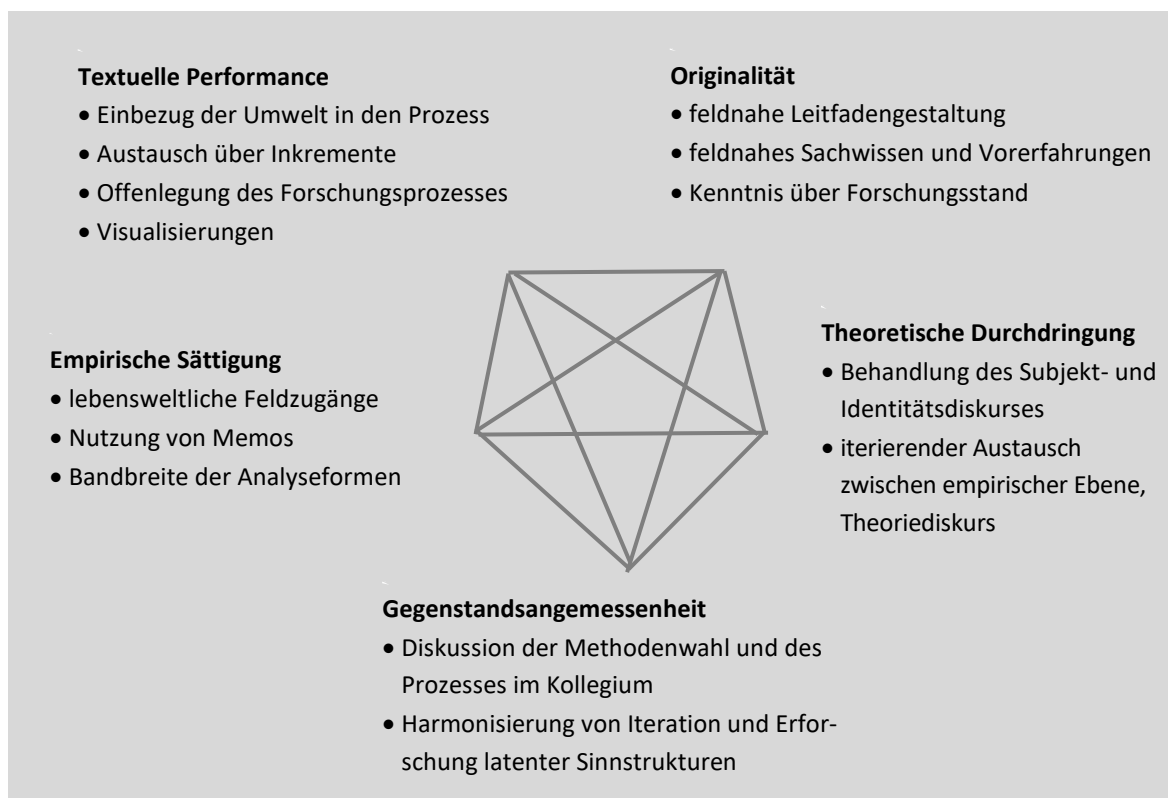 Textuelle Performance
• Einbezug der Umwelt in den Prozess
• Austausch über Inkremente
• Offenlegung des Forschungsprozesses
• Visualisierungen
Originalität
• feldnahe Leitfadengestaltung
• feldnahes Sachwissen und Vorerfahrungen
• Kenntnis über Forschungsstand
Empirische Sättigung
• lebensweltliche Feldzugänge
• Nutzung von Memos
• Bandbreite der Analyseformen
Theoretische Durchdringung
• Behandlung des Subjekt- und
Identitätsdiskurses
• iterierender Austausch
zwischen empirischer Ebene,
Theoriediskurs
Gegenstandsangemessenheit
• Diskussion der Methodenwahl und des
Prozesses im Kollegium
• Harmonisierung von Iteration und Erfor-
schung latenter Sinnstrukturen